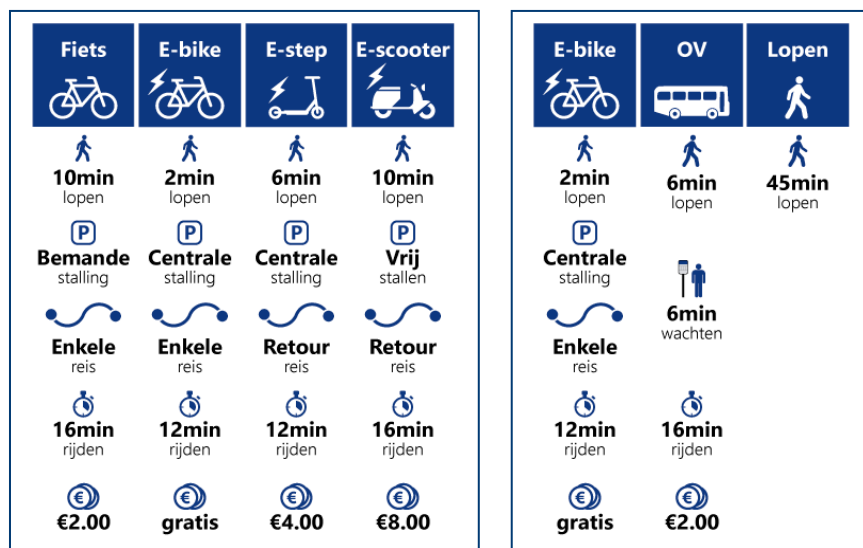 Fiets E-bike E-step E-scooter
10min 2min 6min 10min
lopen lopen lopen lopen
P P P P
Bemande Centrale Centrale Vrij
stalling stalling stalling stallen
Enkele Enkele Retour Retour
reis reis reis reis
16min 12min 12min 16min
rijden rijden rijden rijden
€ € € €
€2.00 gratis €4.00 €8.00
E-bike OV Lopen
2min 6min 45min
lopen lopen lopen
P
Centrale
stalling
6min
wachten
Enkele
reis
12min 16min
rijden rijden
€ €
gratis €2.00